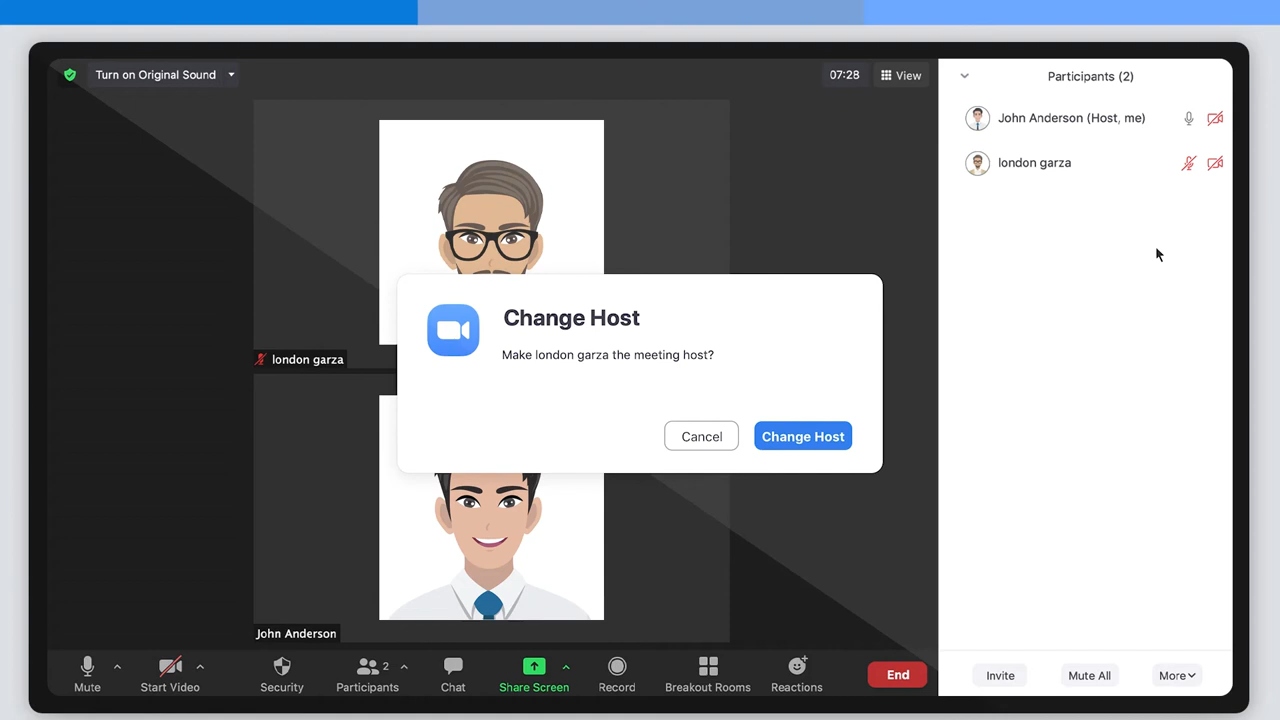 Turn on Original Sound
07:28
View
Participants (2)
John Anderson (Host, me)
london garza
london garza
Change Host
Make london garza the meeting host?
Cancel
Change Host
John Anderson
Mute
Start Video
Security
2
Participants
Chat
Share Screen
Record
Breakout Rooms
Reactions
End
Invite
Mute All
More